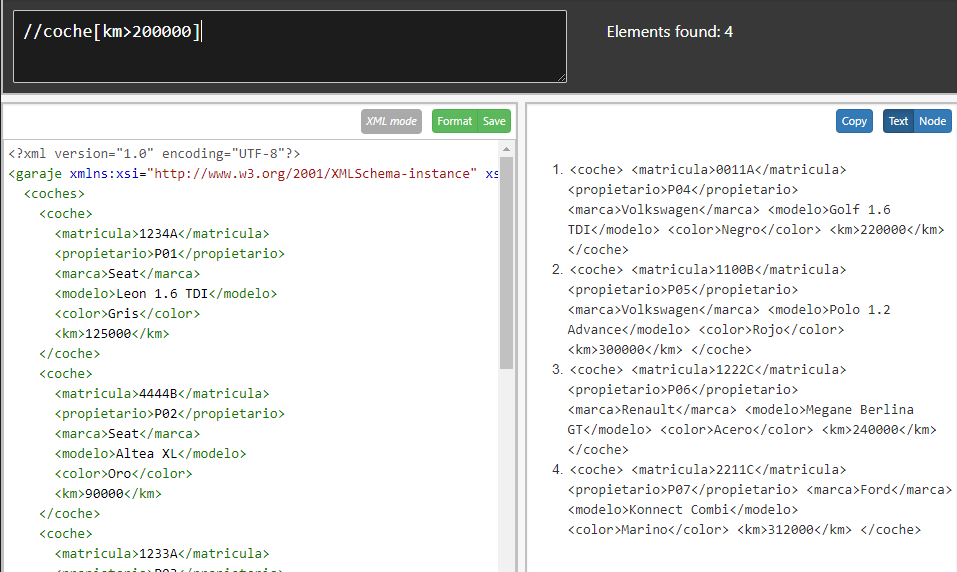 //coche[km>200000]
Elements found: 4
XML mode
Format
Save
<?xml version="1.0" encoding="UTF-8"?>
<garaje xmlns:xsi="http://www.w3.org/2001/XMLSchema-instance" xs
<coches>
<coche>
<matricula>1234A</matricula>
<propietario>P01</propietario>
<marca>Seat</marca>
<modelo>Leon 1.6 TDI</modelo>
<color>Gris</color>
<km>125000</km>
</coche>
<coche>
<matricula>4444B</matricula>
<propietario>P02</propietario>
<marca>Seat</marca>
<modelo>Altea XL</modelo>
<color>Oro</color>
<km>90000</km>
</coche>
<coche>
<matricula>1233A</matricula>
Copy
Text
Node
1. <coche> <matricula>0011A</matricula>
<propietario>P04</propietario>
<marca>Volkswagen</marca> <modelo>Golf 1.6
TDI</modelo> <color>Negro</color> <km>220000</km>
</coche>
2. <coche> <matricula>1100B</matricula>
<propietario>P05</propietario>
<marca>Volkswagen</marca> <modelo>Polo 1.2
Advance</modelo> <color>Rojo</color>
<km>300000</km> </coche>
3. <coche> <matricula>1222C</matricula>
<propietario>P06</propietario>
<marca>Renault</marca> <modelo>Megane Berlina
GT</modelo> <color>Acero</color> <km>240000</km>
</coche>
4. <coche> <matricula>2211C</matricula>
<propietario>P07</propietario> <marca>Ford</marca>
<modelo>Konnect Combi</modelo>
<color>Marino</color> <km>312000</km> </coche>